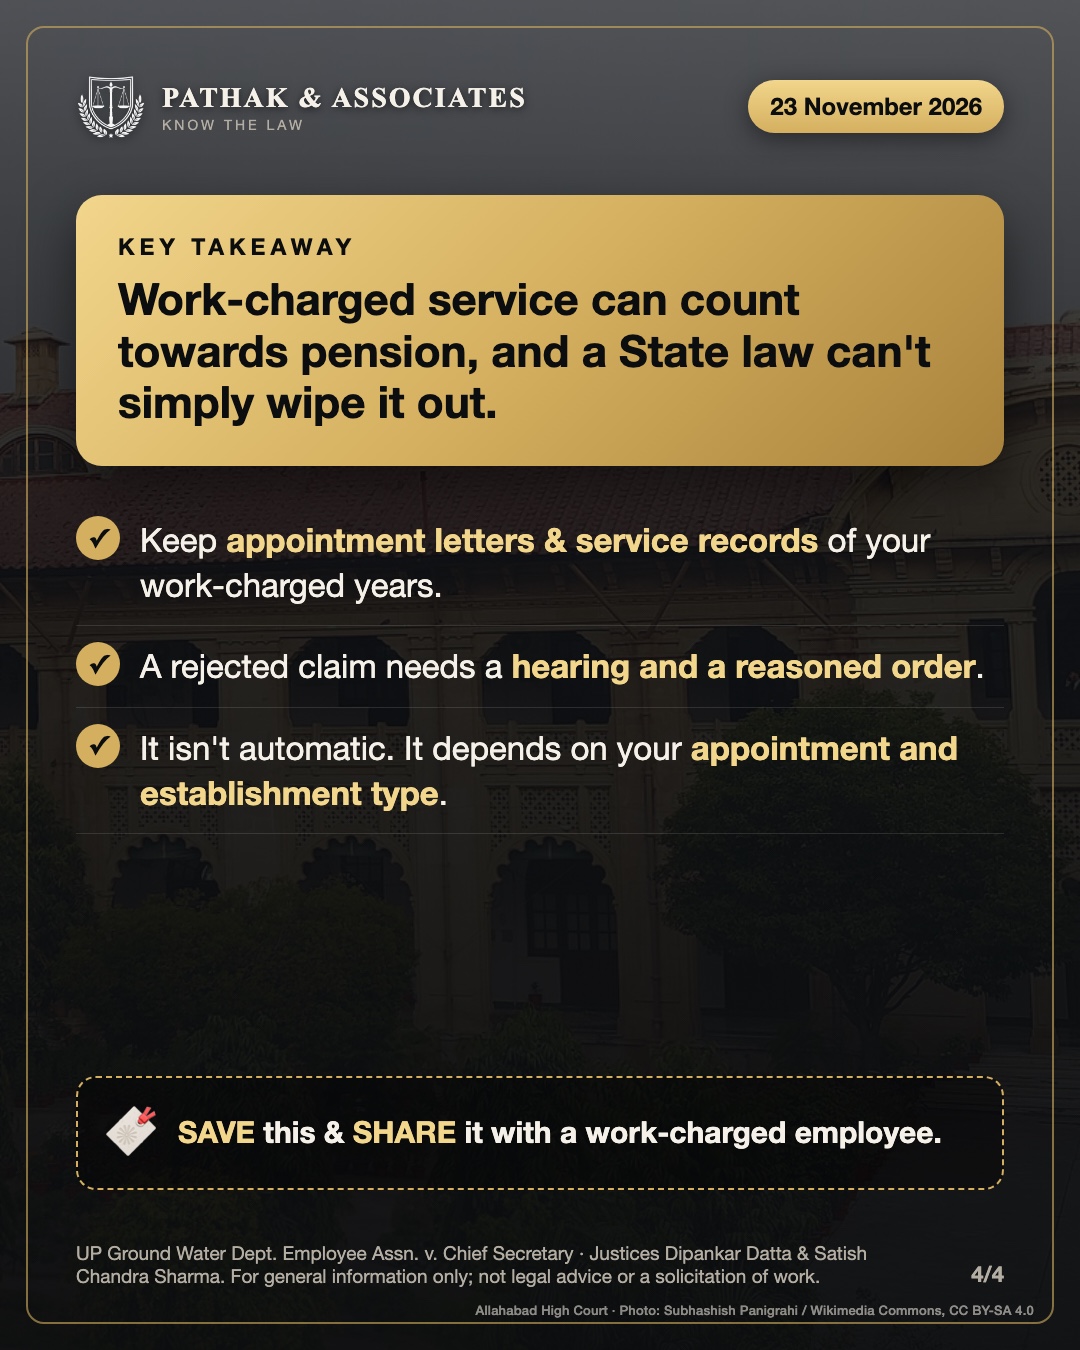 PATHAK & ASSOCIATES
KNOW THE LAW
23 November 2026
KEY TAKEAWAY
Work-charged service can count
towards pension, and a State law can't
simply wipe it out.
Keep appointment letters & service records of your
work-charged years.
A rejected claim needs a hearing and a reasoned order.
It isn't automatic. It depends on your appointment and
establishment type.
SAVE this & SHARE it with a work-charged employee.
UP Ground Water Dept. Employee Assn. v. Chief Secretary · Justices Dipankar Datta & Satish
Chandra Sharma. For general information only; not legal advice or a solicitation of work.
4/4
Allahabad High Court · Photo: Subhashish Panigrahi / Wikimedia Commons, CC BY-SA 4.0